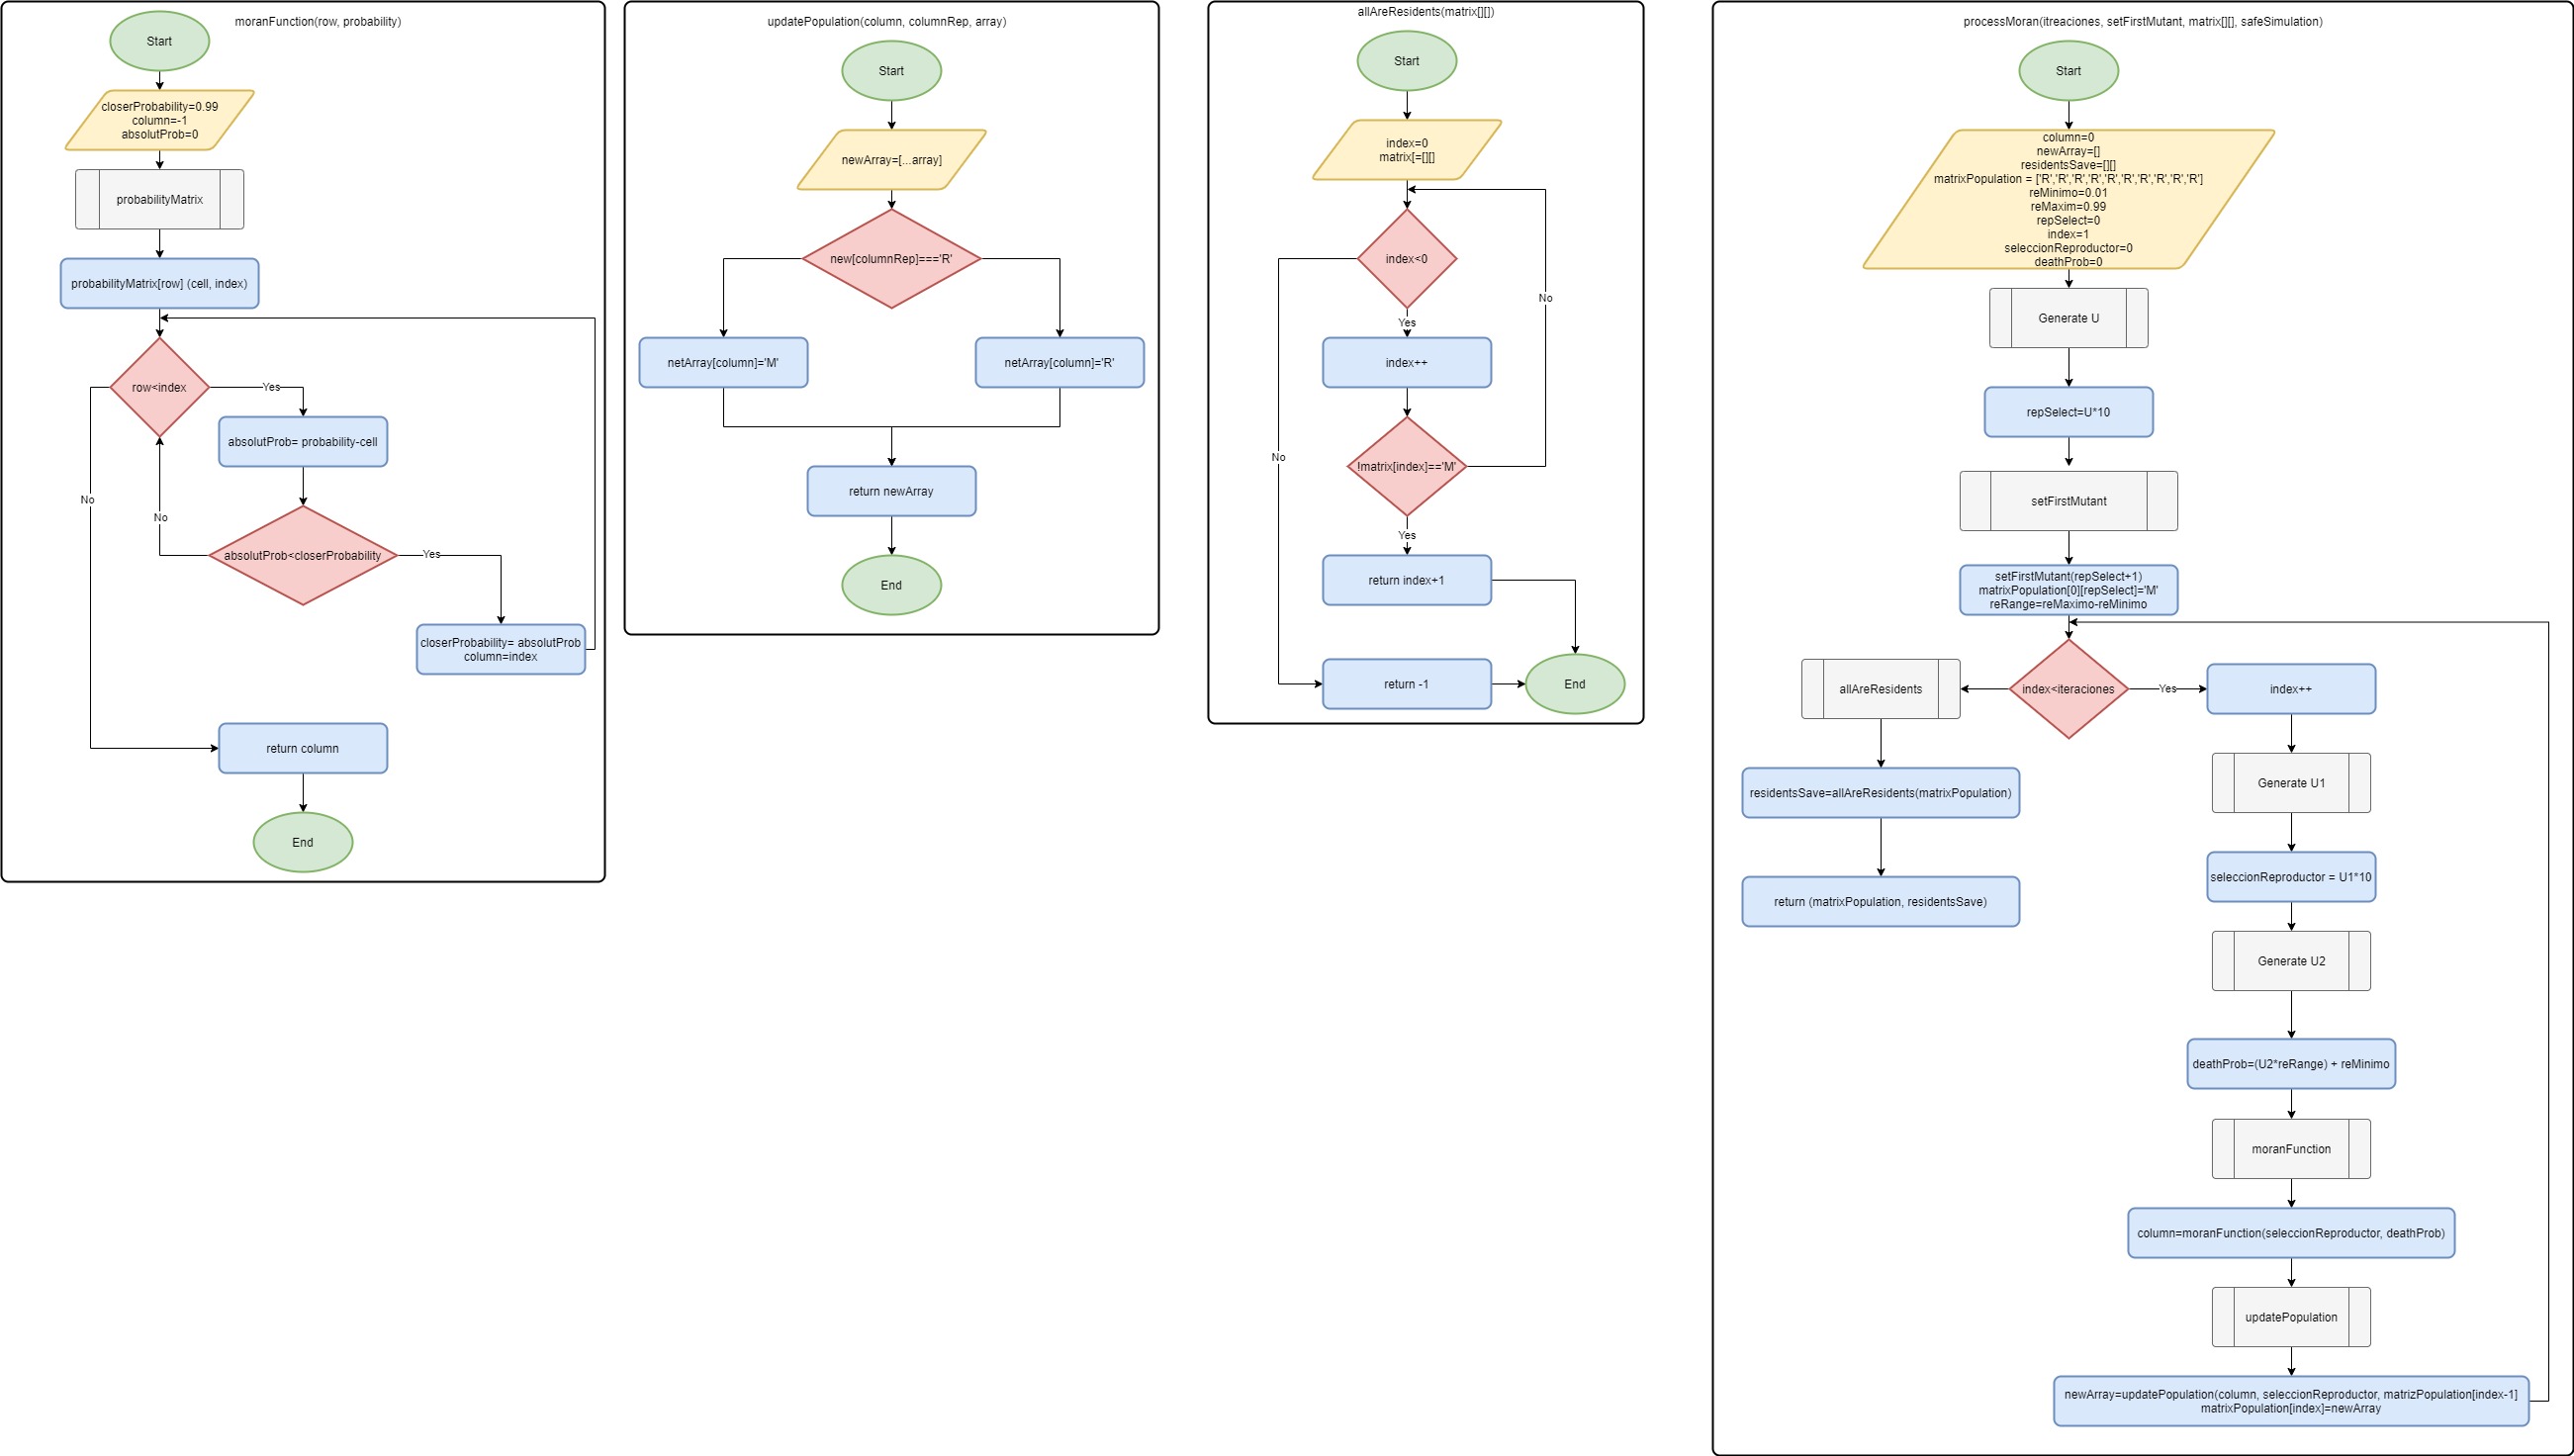 moranFunction(row, probability)
Start
closerProbability=0.99
column=-1
absolutProb=0
probabilityMatrix
probabilityMatrix[row] (cell, index)
row<index
Yes
absolutProb= probability-cell
No
No
absolutProb<closerProbability
Yes
closerProbability= absolutProb
column=index
return column
End
updatePopulation(column, columnRep, array)
Start
newArray=[...array]
new[columnRep]==='R'
netArray[column]='M'
netArray[column]='R'
return newArray
End
allAreResidents(matrix[][])
Start
index=0
matrix[=[][]
index<0
No
Yes
index++
No
!matrix[index]=='M'
Yes
return index+1
return -1
End
processMoran(itreaciones, setFirstMutant, matrix[][], safeSimulation)
Start
column=0
newArray=[]
residentsSave=[][]
matrixPopulation = ['R','R','R','R','R','R','R','R','R','R']
reMinimo=0.01
reMaxim=0.99
repSelect=0
index=1
seleccionReproductor=0
deathProb=0
Generate U
repSelect=U*10
setFirstMutant
setFirstMutant(repSelect+1)
matrixPopulation[0][repSelect]='M'
reRange=reMaximo-reMinimo
allAreResidents
index<iteraciones
Yes
index++
Generate U1
residentsSave=allAreResidents(matrixPopulation)
seleccionReproductor = U1*10
return (matrixPopulation, residentsSave)
Generate U2
deathProb=(U2*reRange) + reMinimo
moranFunction
column=moranFunction(seleccionReproductor, deathProb)
updatePopulation
newArray=updatePopulation(column, seleccionReproductor, matrizPopulation[index-1]
matrixPopulation[index]=newArray